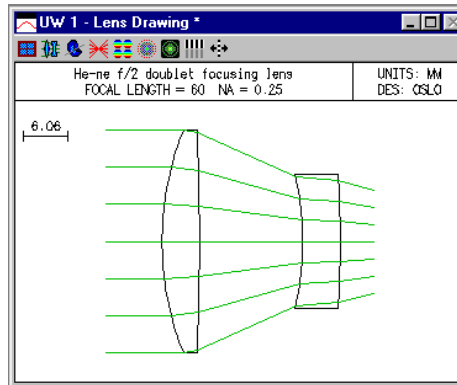 UW 1 - Lens Drawing *
He-ne f/2 doublet focusing lens
FOCAL LENGTH = 60 NA = 0.25
UNITS: MM
DES: OSLO
6.06